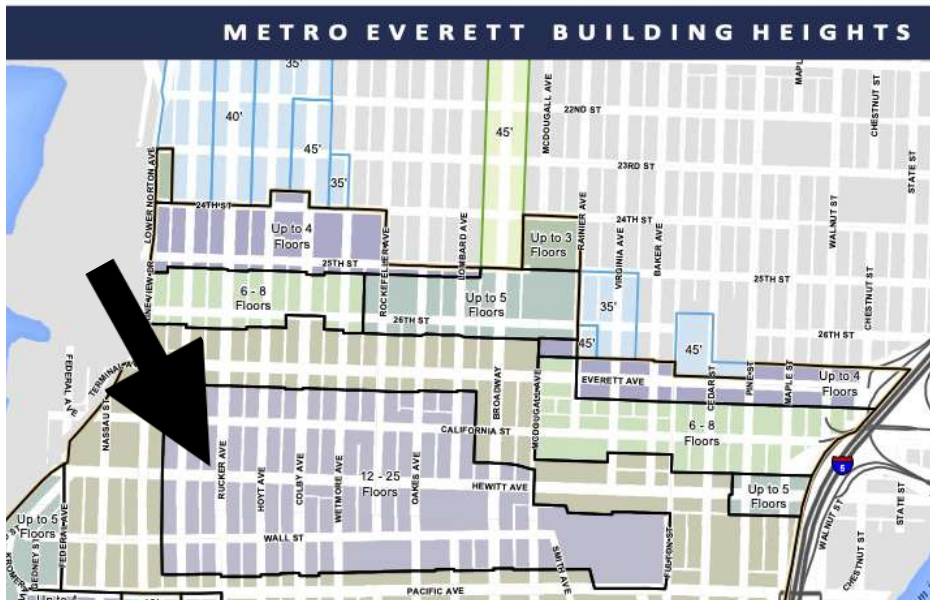 METRO EVERETT BUILDING HEIGHTS
35'
MAPL
CHESTNUT ST
STATE ST
MCDOUGALL AVE
22ND ST
40'
45'
45'
23RD ST
35'
LOWER NORTON AVE
24TH ST
24TH ST
WALNUT ST
RAINIER AVE
VIRGINIA AVE
BAKER AVE
Up to 4
Floors
Up to 3
Floors
ROCKEFELLER AVE
LOMBARD AVE
25TH ST
25TH ST
CHESTNUT ST
6 - 8
Floors
Up to 5
Floors
35'
26TH ST
26TH ST
45'
45'
FEDERAL AVE
NASSAU ST
BROADWAY
MCDOUGALL AVE
EVERETT AVE
CEDAR ST
PINE ST
MAPLE ST
Up to 4
Floors
CALIFORNIA ST
6 - 8
Floors
RUCKER AVE
HOYT AVE
COLBY AVE
WETMORE AVE
OAKES AVE
12 - 25
Floors
HEWITT AVE
5
Up to 5
Floors
Up to 5
Floors
GEDNEY ST
FEDERAL AVE
WALL ST
SMITH AVE
FULTON ST
WALNUT ST
STATE ST
CHESTNUT ST
PACIFIC AVE